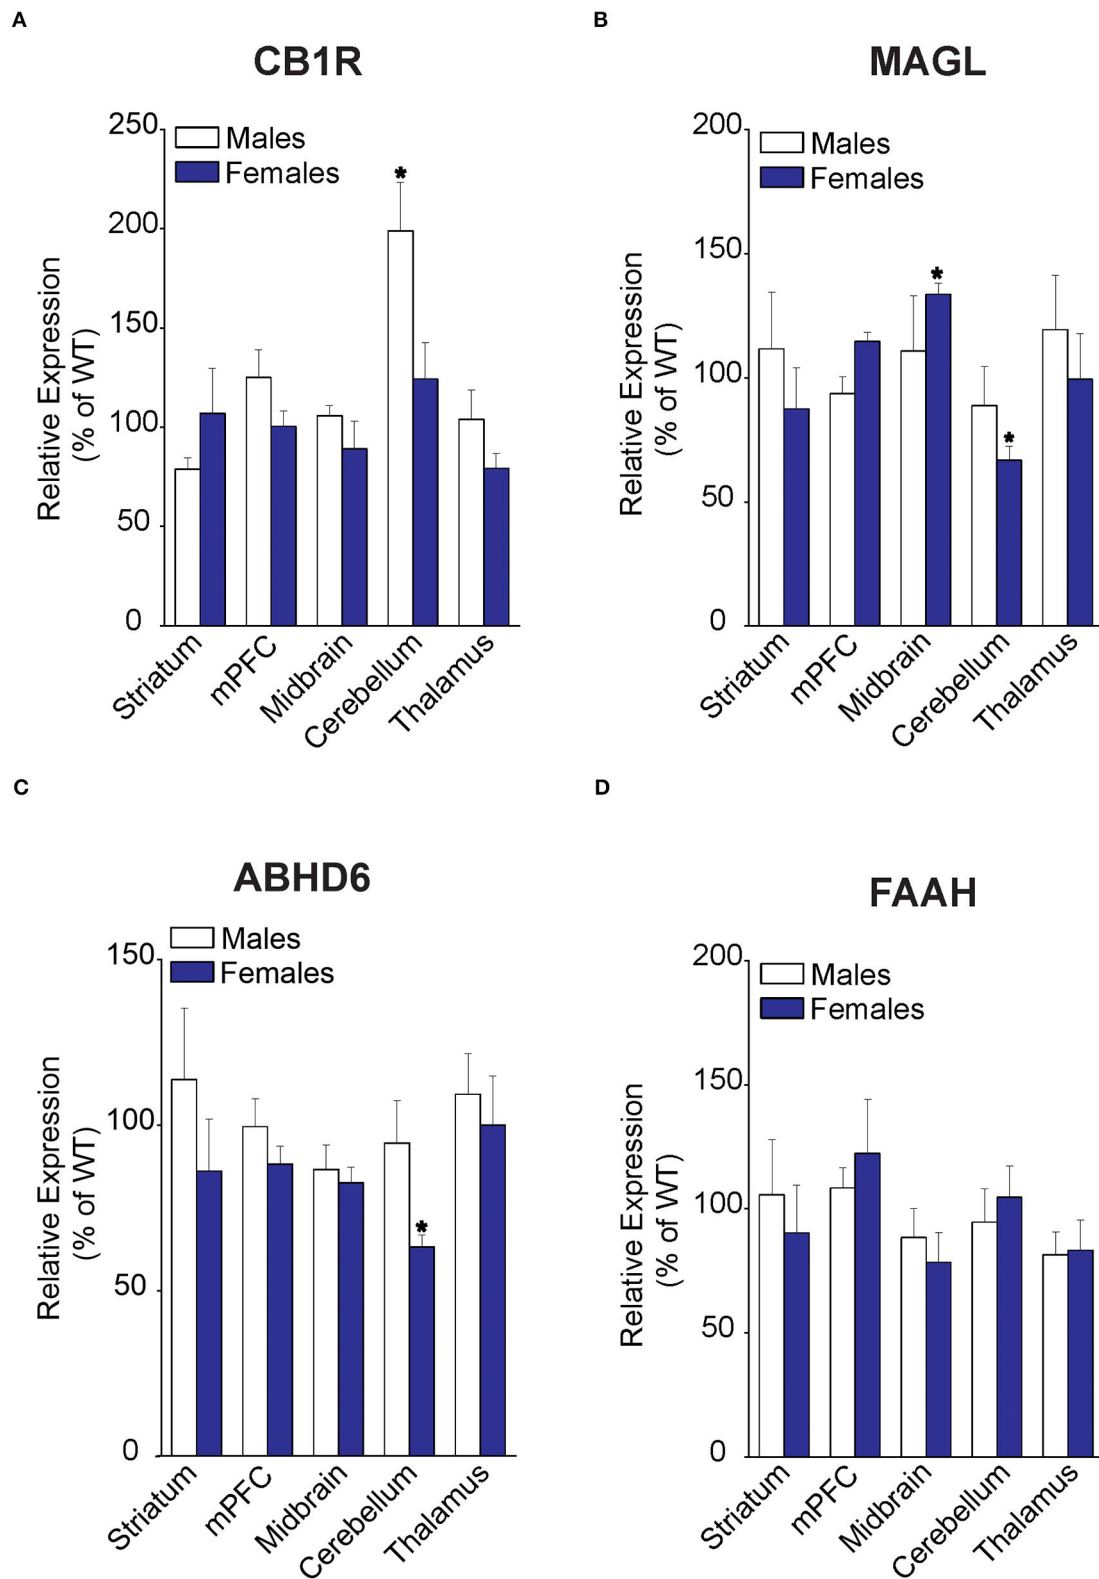 A
CB1R
250
200
150
100
50
0
Relative Expression
(% of WT)
Males
Females
*
Striatum
mPFC
Midbrain
Cerebellum
Thalamus
B
MAGL
200
150
100
50
0
Relative Expression
(% of WT)
Males
Females
*
*
Striatum
mPFC
Midbrain
Cerebellum
Thalamus
C
ABHD6
150
100
50
0
Relative Expression
(% of WT)
Males
Females
*
Striatum
mPFC
Midbrain
Cerebellum
Thalamus
D
FAAH
200
150
100
50
0
Relative Expression
(% of WT)
Males
Females
Striatum
mPFC
Midbrain
Cerebellum
Thalamus